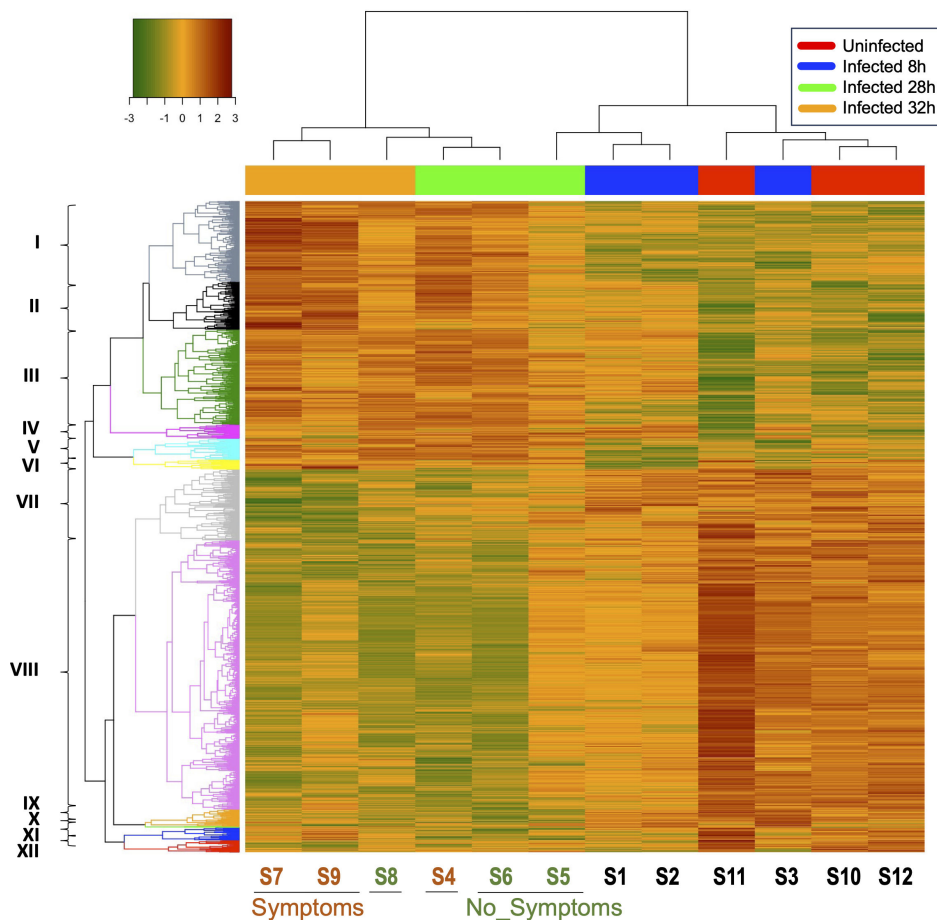 -3 -1 0 1 2 3
Uninfected
Infected 8h
Infected 28h
Infected 32h
I
II
III
IV
V
VI
VII
VIII
IX
X
XI
XII
S7 S9 S8 S4 S6 S5 S1 S2 S11 S3 S10 S12
Symptoms No_Symptoms